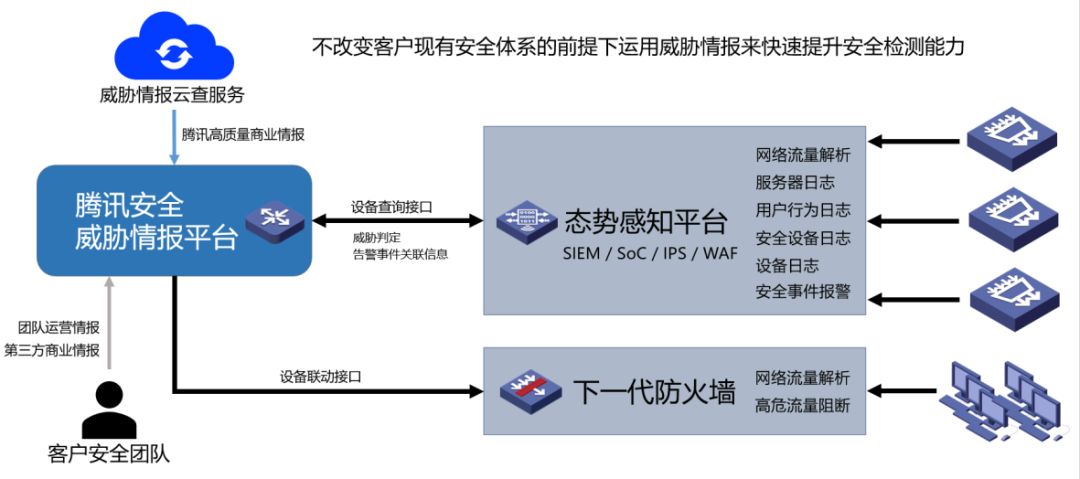 不改变客户现有安全体系的前提下运用威胁情报来快速提升安全检测能力
威胁情报云查服务
腾讯高质量商业情报
腾讯安全
威胁情报平台
设备查询接口
威胁判定
告警事件关联信息
态势感知平台
SIEM / SoC / IPS / WAF
网络流量解析
服务器日志
用户行为日志
安全设备日志
设备日志
安全事件报警
团队运营情报
第三方商业情报
客户安全团队
设备联动接口
下一代防火墙
网络流量解析
高危流量阻断